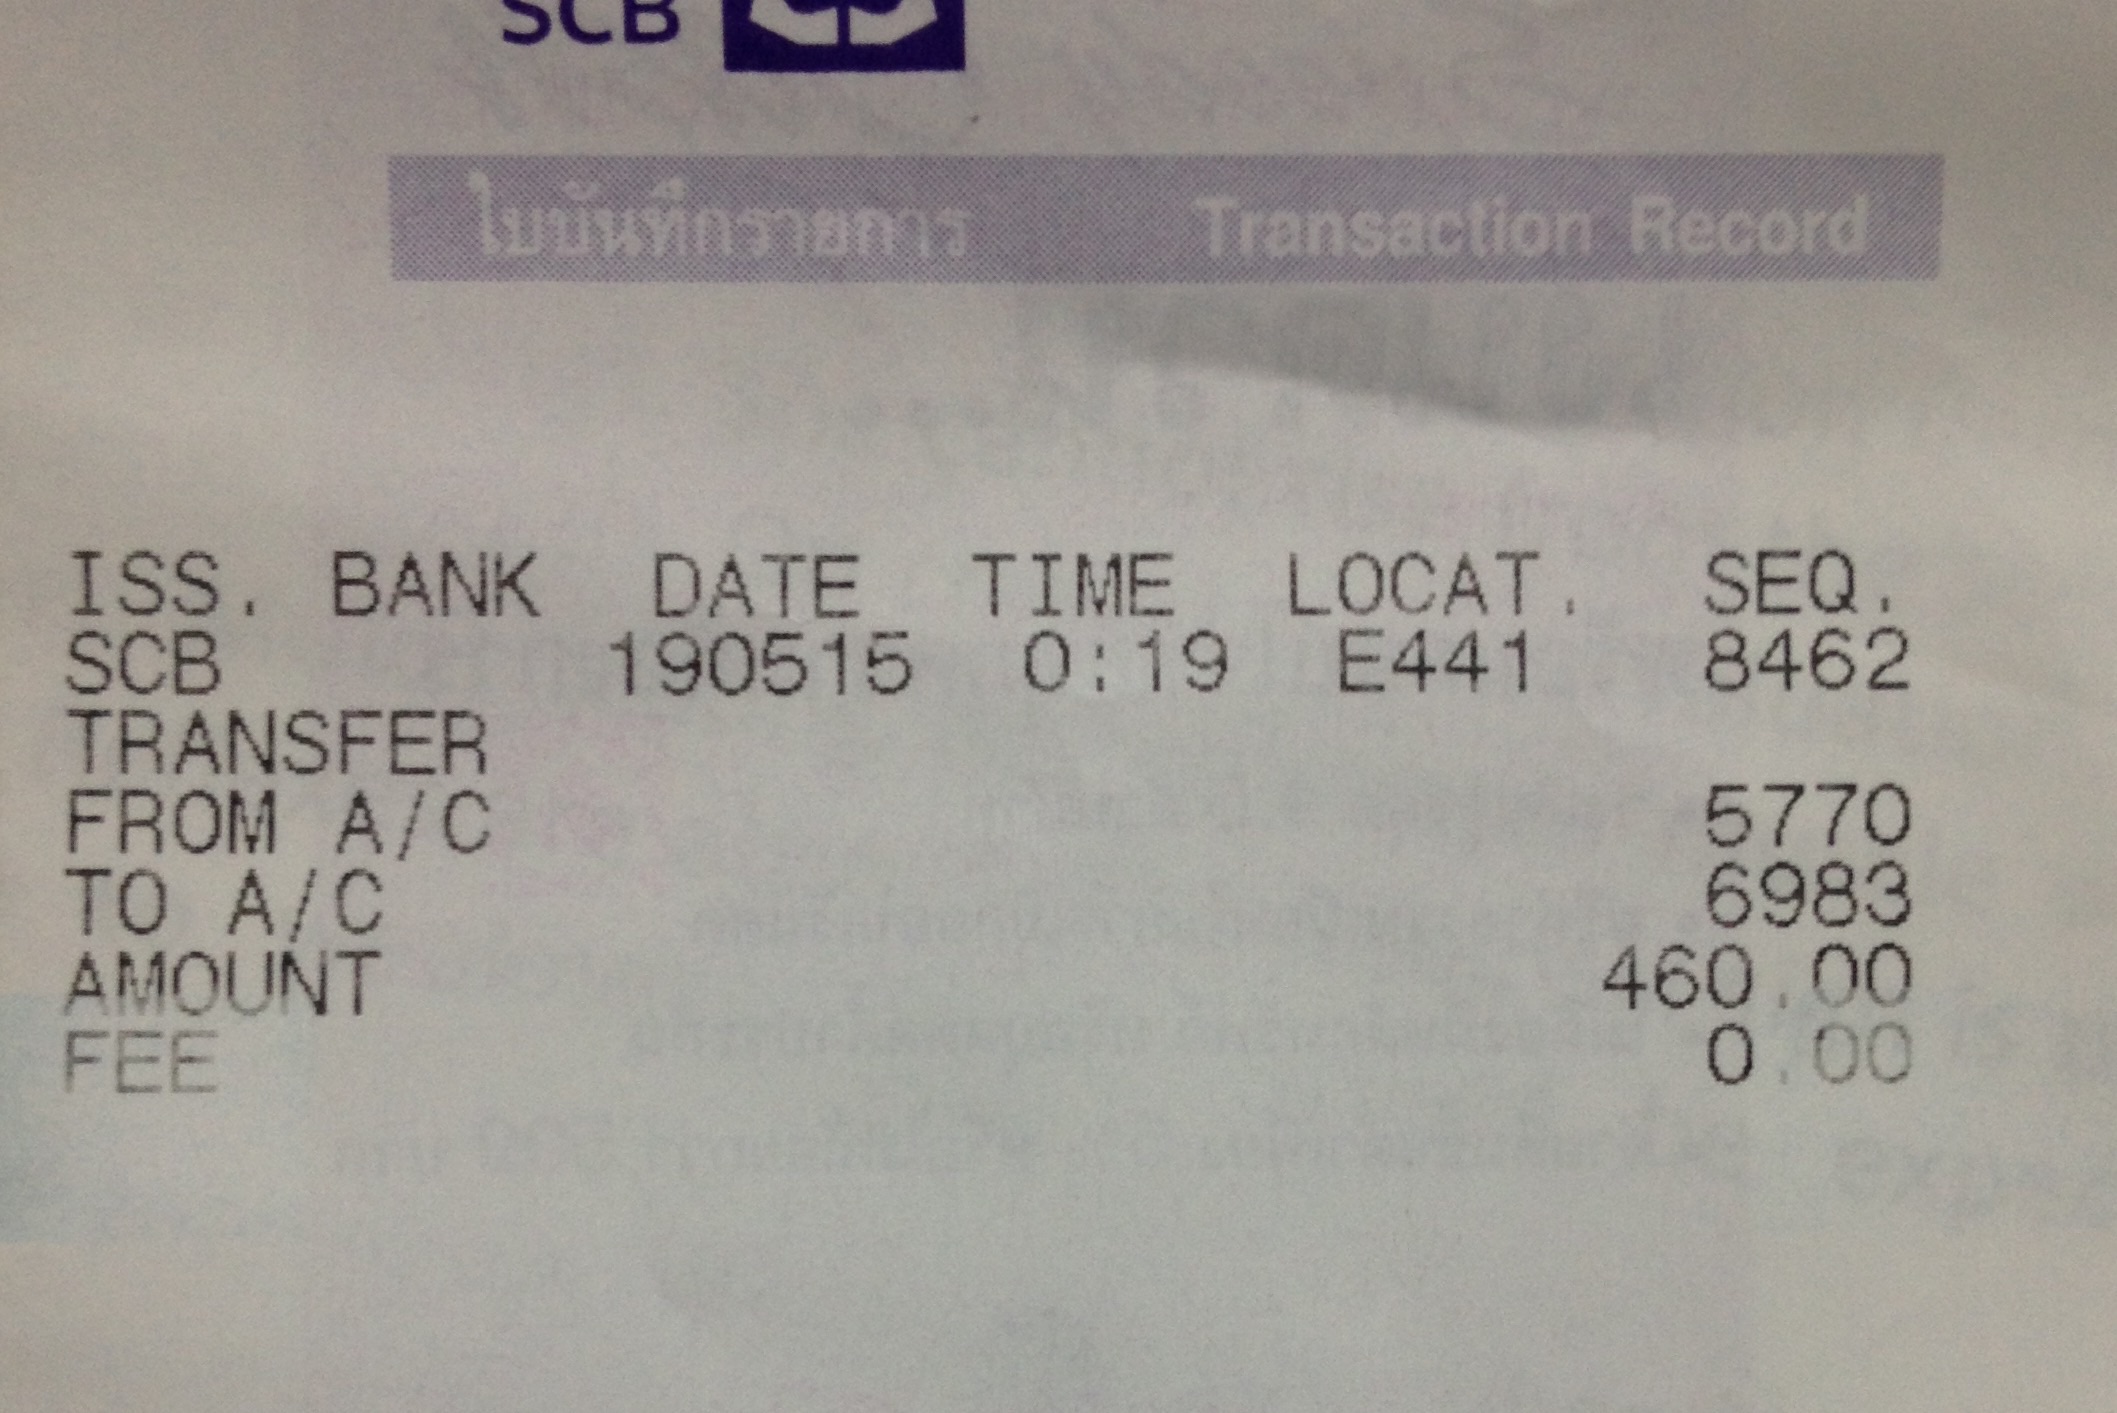 SCB
ใบบันทึกรายการ Transaction Record
ISS. BANK DATE TIME LOCAT. SEQ.
SCB 190515 0:19 E441 8462
TRANSFER
FROM A/C 5770
TO A/C 6983
AMOUNT 460.00
FEE 0.00